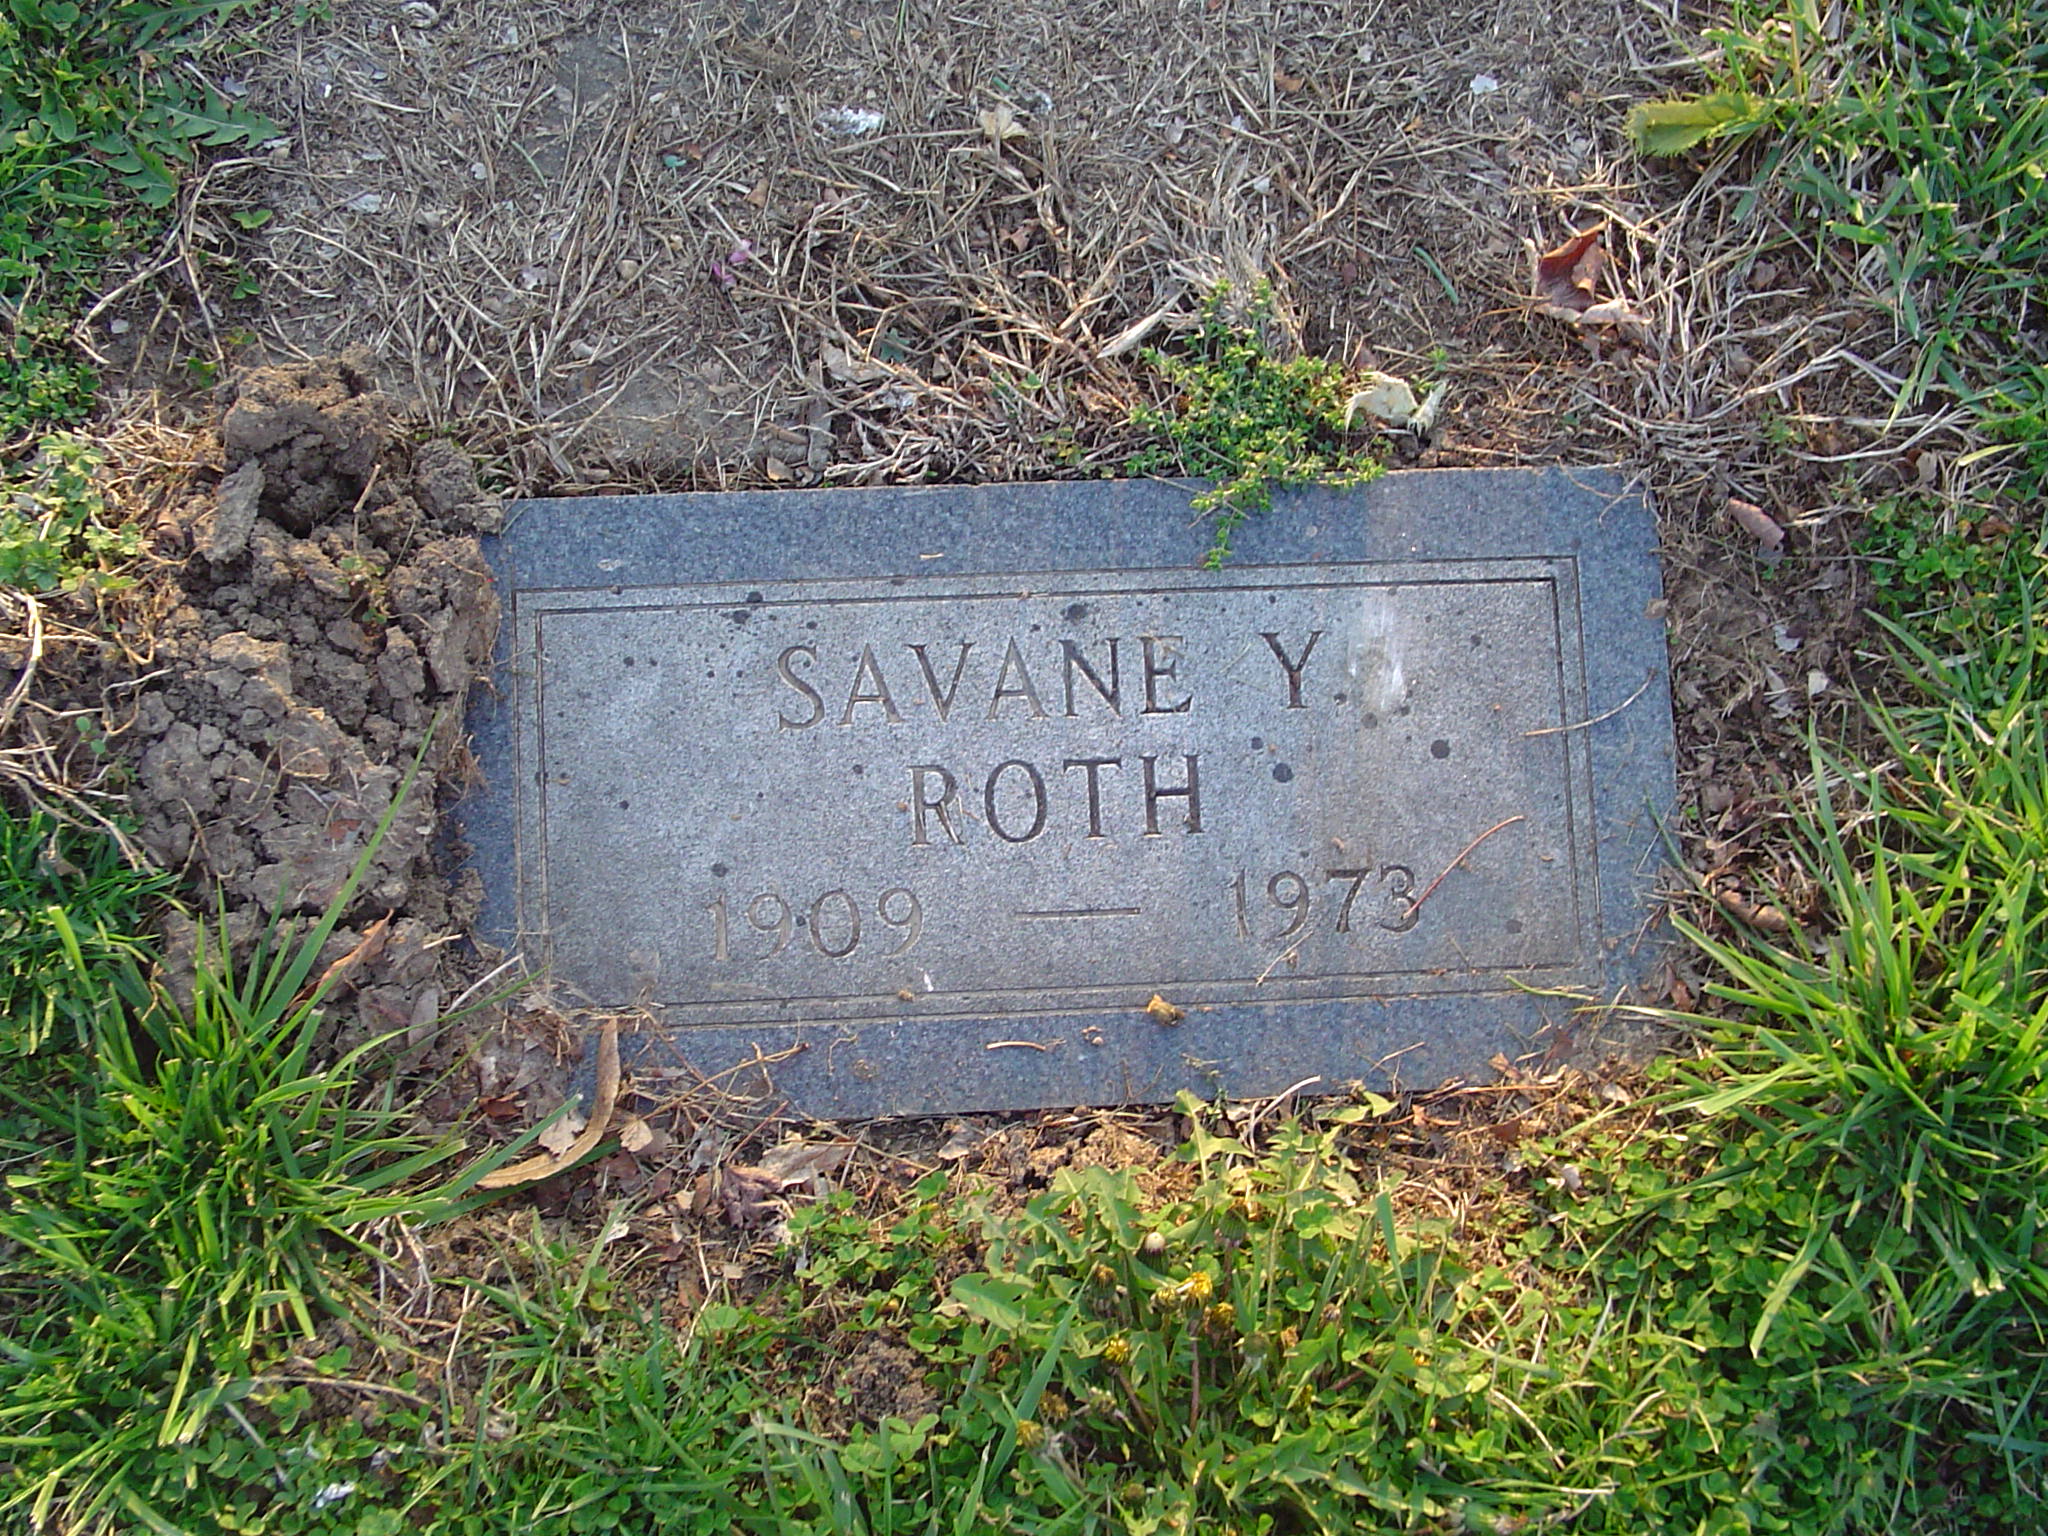 SAVANE Y.
ROTH
1909 — 1973